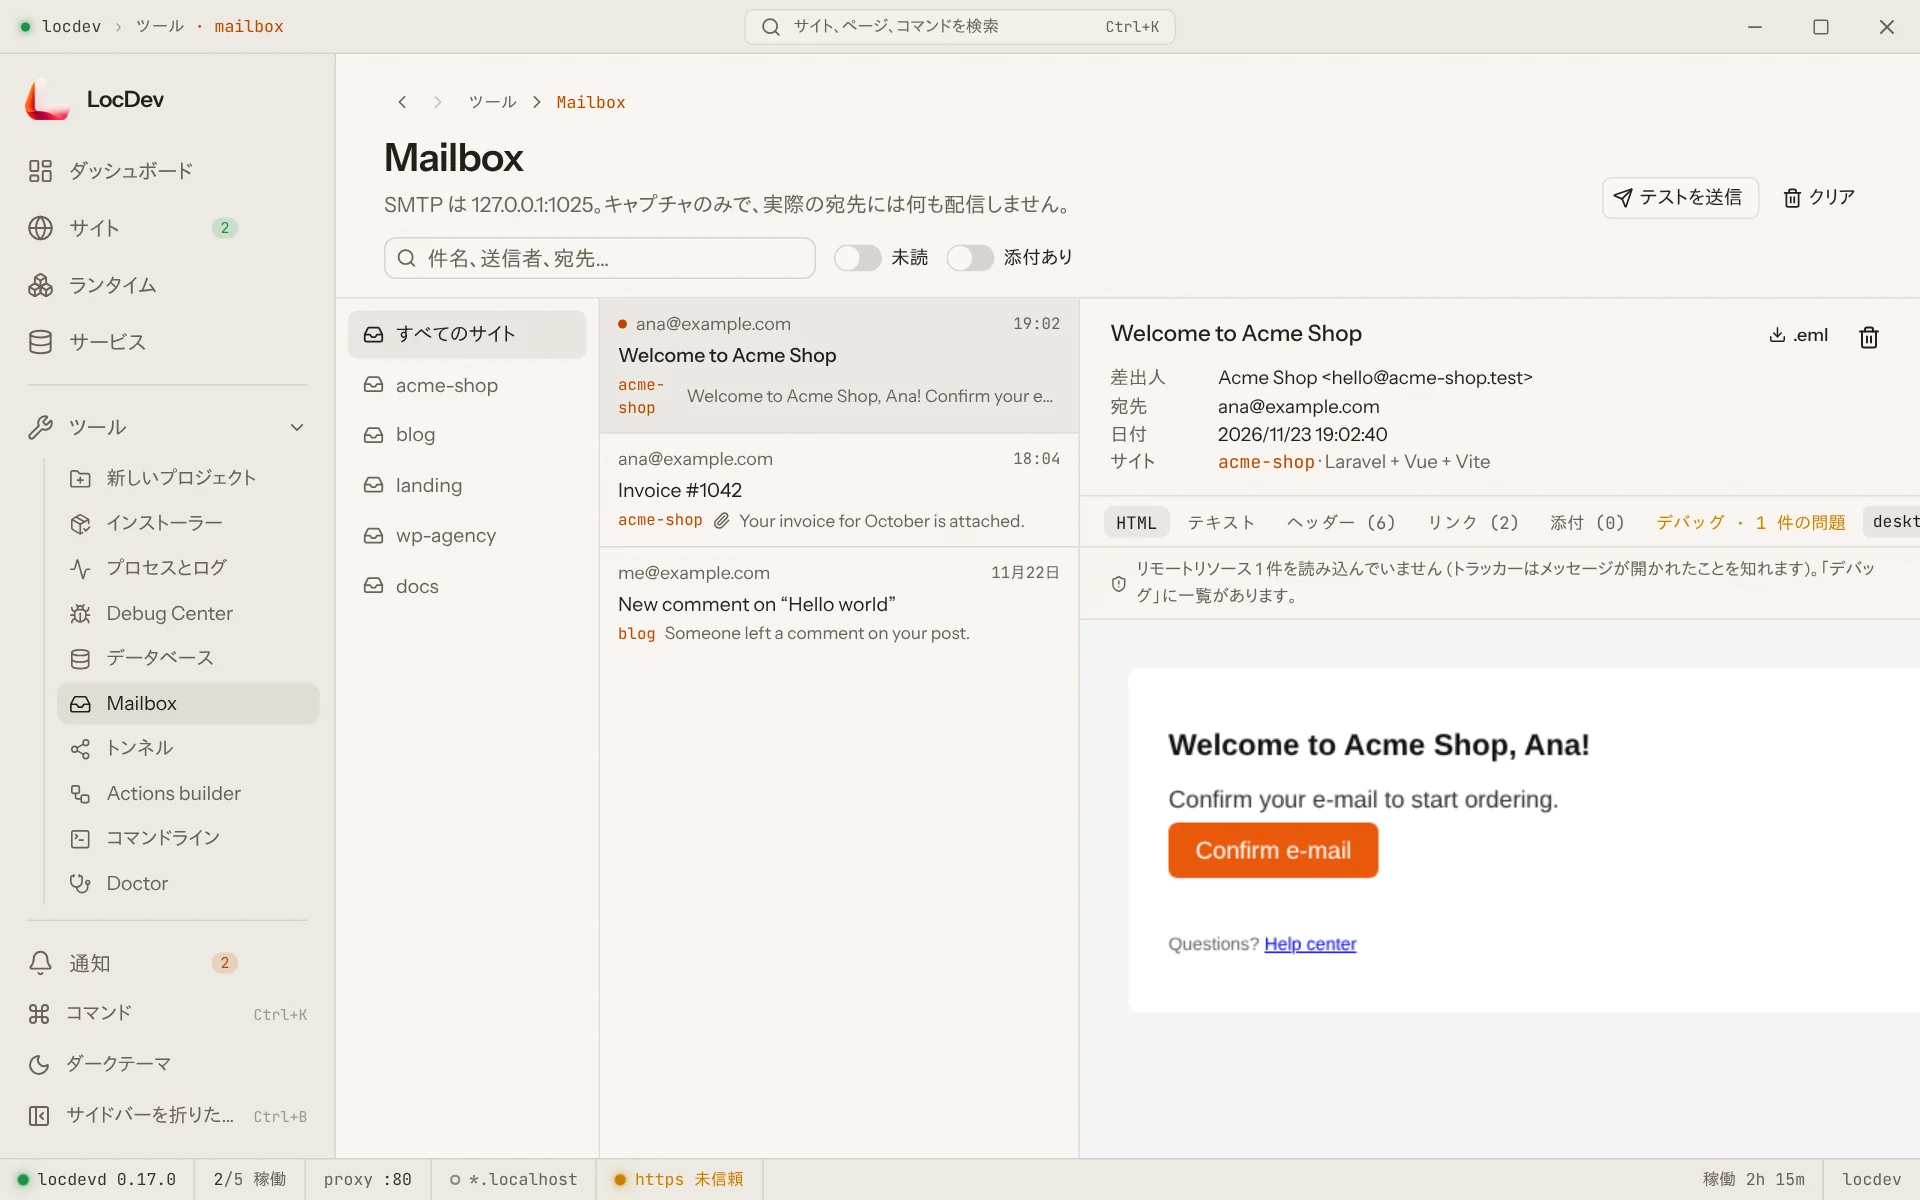 locdev › ツール · mailbox
サイト、ページ、コマンドを検索 Ctrl+K
LocDev
ダッシュボード
サイト 2
ランタイム
サービス
ツール
新しいプロジェクト
インストーラー
プロセスとログ
Debug Center
データベース
Mailbox
トンネル
Actions builder
コマンドライン
Doctor
通知 2
コマンド Ctrl+K
ダークテーマ
サイドバーを折りた... Ctrl+B
ツール > Mailbox
Mailbox
SMTP は 127.0.0.1:1025。キャプチャのみで、実際の宛先には何も配信しません。
テストを送信 クリア
件名、送信者、宛先...
未読 添付あり
すべてのサイト
acme-shop
blog
landing
wp-agency
docs
ana@example.com 19:02
Welcome to Acme Shop
acme-
shop
Welcome to Acme Shop, Ana! Confirm your e...
ana@example.com 18:04
Invoice #1042
acme-shop Your invoice for October is attached.
me@example.com 11月22日
New comment on “Hello world”
blog Someone left a comment on your post.
Welcome to Acme Shop .eml
差出人 Acme Shop <hello@acme-shop.test>
宛先 ana@example.com
日付 2026/11/23 19:02:40
サイト acme-shop · Laravel + Vue + Vite
HTML テキスト ヘッダー (6) リンク (2) 添付 (0) デバッグ · 1 件の問題 deskt
リモートリソース 1 件を読み込んでいません (トラッカーはメッセージが開かれたことを知れます)。「デバッ
グ」に一覧があります。
Welcome to Acme Shop, Ana!
Confirm your e-mail to start ordering.
Confirm e-mail
Questions? Help center
locdevd 0.17.0 2/5 稼働 proxy :80 *.localhost https 未信頼 稼働 2h 15m locdev